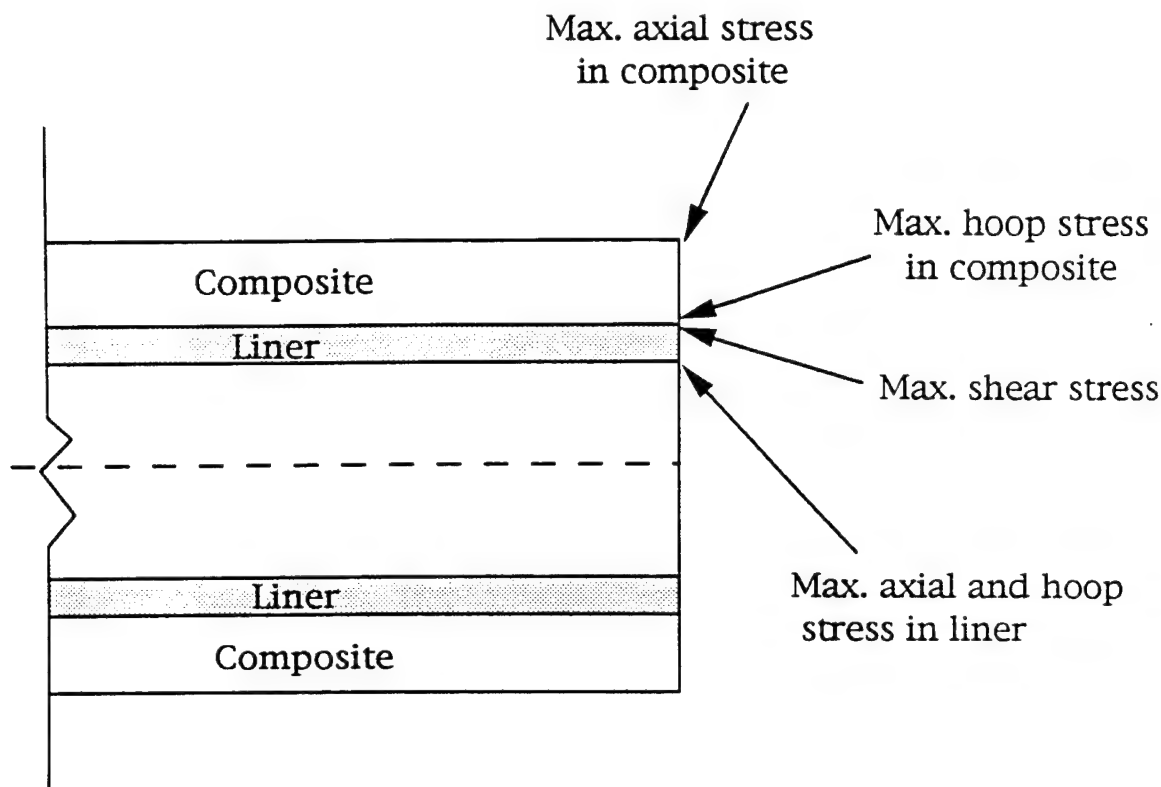 Max. axial stress
in composite
Max. hoop stress
in composite
Composite
Liner
Max. shear stress
Liner
Max. axial and hoop
stress in liner
Composite